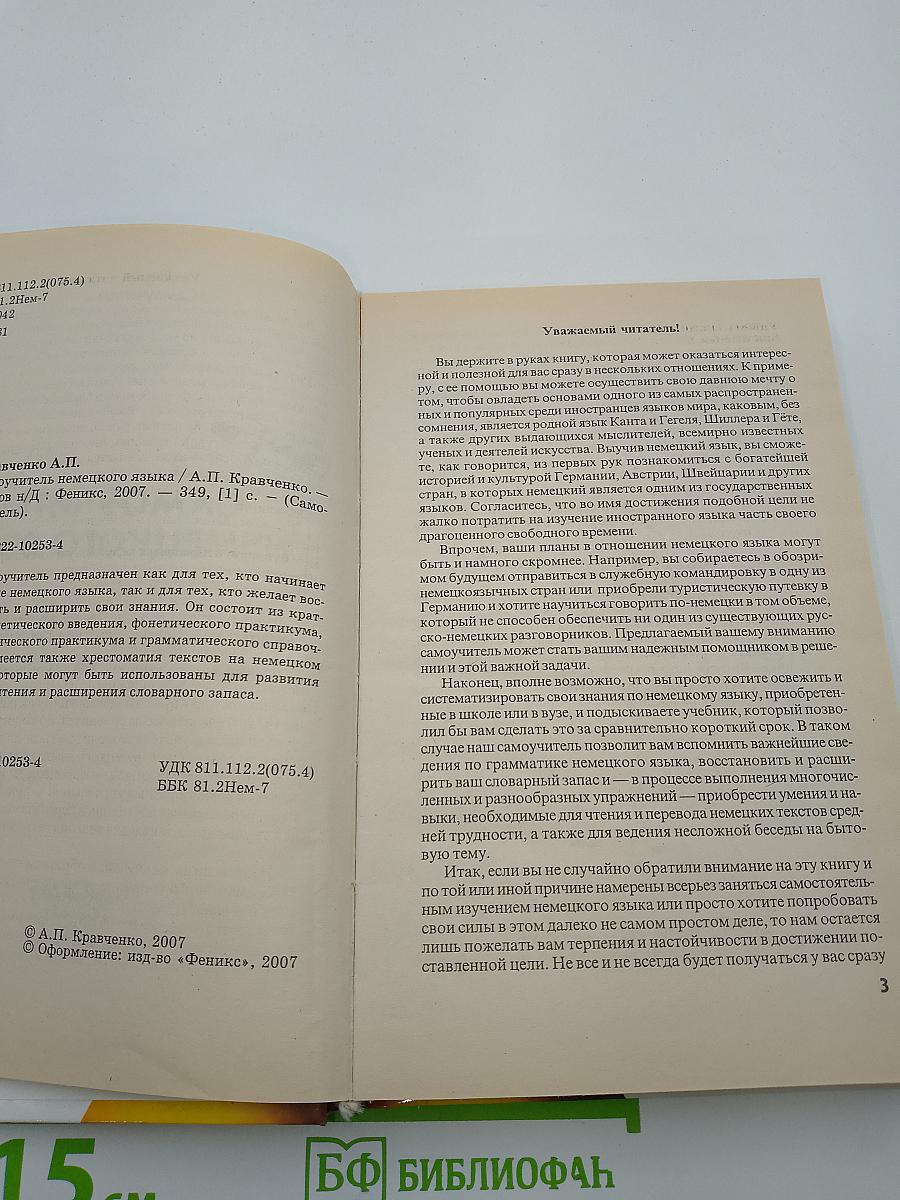 811.112.2(075.4)
81.2Нем-7
042
31
авченко А.П.
оучитель немецкого языка / А.П. Кравченко. —
ов н/Д : Феникс, 2007. — 349, [1] с. — (Само-
ель).
222-10253-4
оучитель предназначен как для тех, кто начинает
е немецкого языка, так и для тех, кто желает вос-
ть и расширить свои знания. Он состоит из крат-
етического введения, фонетического практикума,
ического практикума и грамматического справоч-
меется также хрестоматия текстов на немецком
которые могут быть использованы для развития
чтения и расширения словарного запаса.
10253-4
УДК 811.112.2(075.4)
ББК 81.2Нем-7
© А.П. Кравченко, 2007
© Оформление: изд-во «Феникс», 2007
Уважаемый читатель!
Вы держите в руках книгу, которая может оказаться интерес-
ной и полезной для вас сразу в нескольких отношениях. К приме-
ру, с ее помощью вы можете осуществить свою давнюю мечту о
том, чтобы овладеть основами одного из самых распространен-
ных и популярных среди иностранцев языков мира, каковым, без
сомнения, является родной язык Канта и Гегеля, Шиллера и Гёте,
а также других выдающихся мыслителей, всемирно известных
ученых и деятелей искусства. Выучив немецкий язык, вы сможе-
те, как говорится, из первых рук познакомиться с богатейшей
историей и культурой Германии, Австрии, Швейцарии и других
стран, в которых немецкий является одним из государственных
языков. Согласитесь, что во имя достижения подобной цели не
жалко потратить на изучение иностранного языка часть своего
драгоценного свободного времени.
Впрочем, ваши планы в отношении немецкого языка могут
быть и намного скромнее. Например, вы собираетесь в обозри-
мом будущем отправиться в служебную командировку в одну из
немецкоязычных стран или приобрели туристическую путевку в
Германию и хотите научиться говорить по-немецки в том объеме,
который не способен обеспечить ни один из существующих рус-
ско-немецких разговорников. Предлагаемый вашему вниманию
самоучитель может стать вашим надежным помощником в реше-
нии и этой важной задачи.
Наконец, вполне возможно, что вы просто хотите освежить и
систематизировать свои знания по немецкому языку, приобретен-
ные в школе или в вузе, и подыскиваете учебник, который позво-
лил бы вам сделать это за сравнительно короткий срок. В таком
случае наш самоучитель позволит вам вспомнить важнейшие све-
дения по грамматике немецкого языка, восстановить и расши-
рить ваш словарный запас и — в процессе выполнения многочис-
ленных и разнообразных упражнений — приобрести умения и на-
выки, необходимые для чтения и перевода немецких текстов сред-
ней трудности, а также для ведения несложной беседы на быто-
вую тему.
Итак, если вы не случайно обратили внимание на эту книгу и
по той или иной причине намерены всерьез заняться самостоятель-
ным изучением немецкого языка или просто хотите попробовать
свои силы в этом далеко не самом простом деле, то нам остается
лишь пожелать вам терпения и настойчивости в достижении по-
ставленной цели. Не все и не всегда будет получаться у вас сразу
3
15 см
БФ БИБЛИОФАН